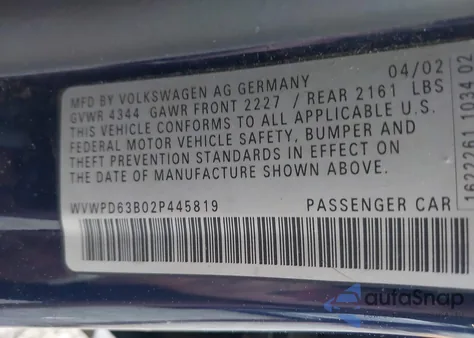 MFD BY VOLKSWAGEN AG GERMANY 04/02
GVWR 4344 GAWR FRONT 2227 / REAR 2161 LBS
THIS VEHICLE CONFORMS TO ALL APPLICABLE U.S.
FEDERAL MOTOR VEHICLE SAFETY, BUMPER AND
THEFT PREVENTION STANDARDS IN EFFECT ON
THE DATE OF MANUFACTURE SHOWN ABOVE.
WVWPD63B02P445819 PASSENGER CAR
autoSnap